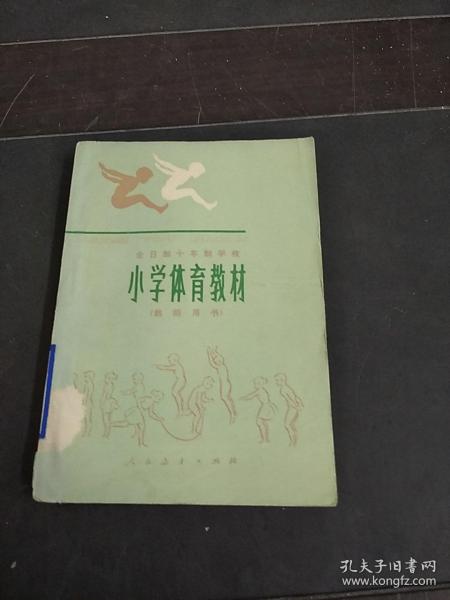 全日制十年制学校
小学体育教材
(教师用书)
人民教育出版社
孔夫子旧书网
www.kongfz.com